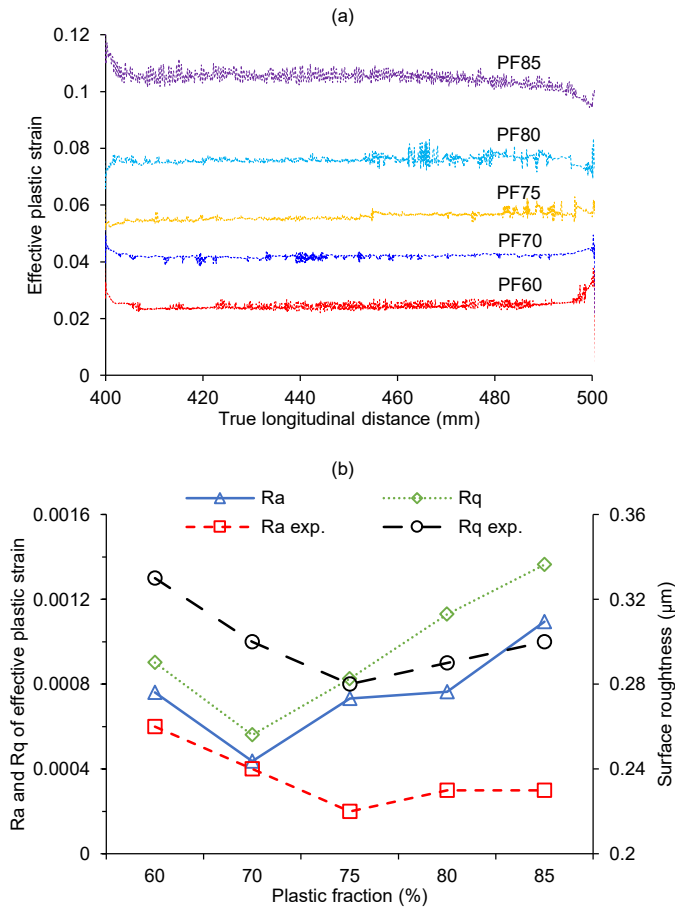 (a)
0.12
0.1
0.08
0.06
0.04
0.02
0
Effective plastic strain
PF85
PF80
PF75
PF70
PF60
400 420 440 460 480 500
True longitudinal distance (mm)
(b)
Ra Rq
Ra exp. Rq exp.
0.0016
0.0012
0.0008
0.0004
0
Ra and Rq of effective plastic strain
0.36
0.32
0.28
0.24
0.2
Surface roughtness (μm)
60 70 75 80 85
Plastic fraction (%)